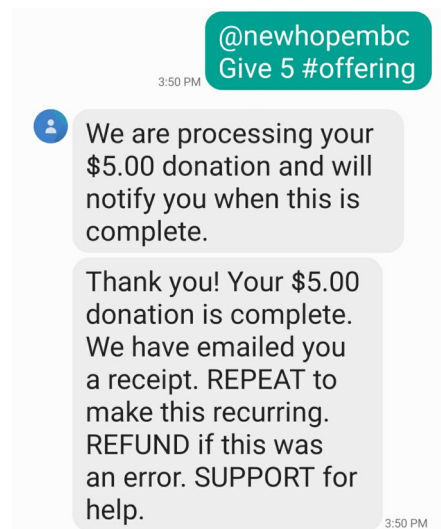 @newhopembc
Give 5 #offering
3:50 PM
We are processing your
$5.00 donation and will
notify you when this is
complete.
Thank you! Your $5.00
donation is complete.
We have emailed you
a receipt. REPEAT to
make this recurring.
REFUND if this was
an error. SUPPORT for
help.
3:50 PM